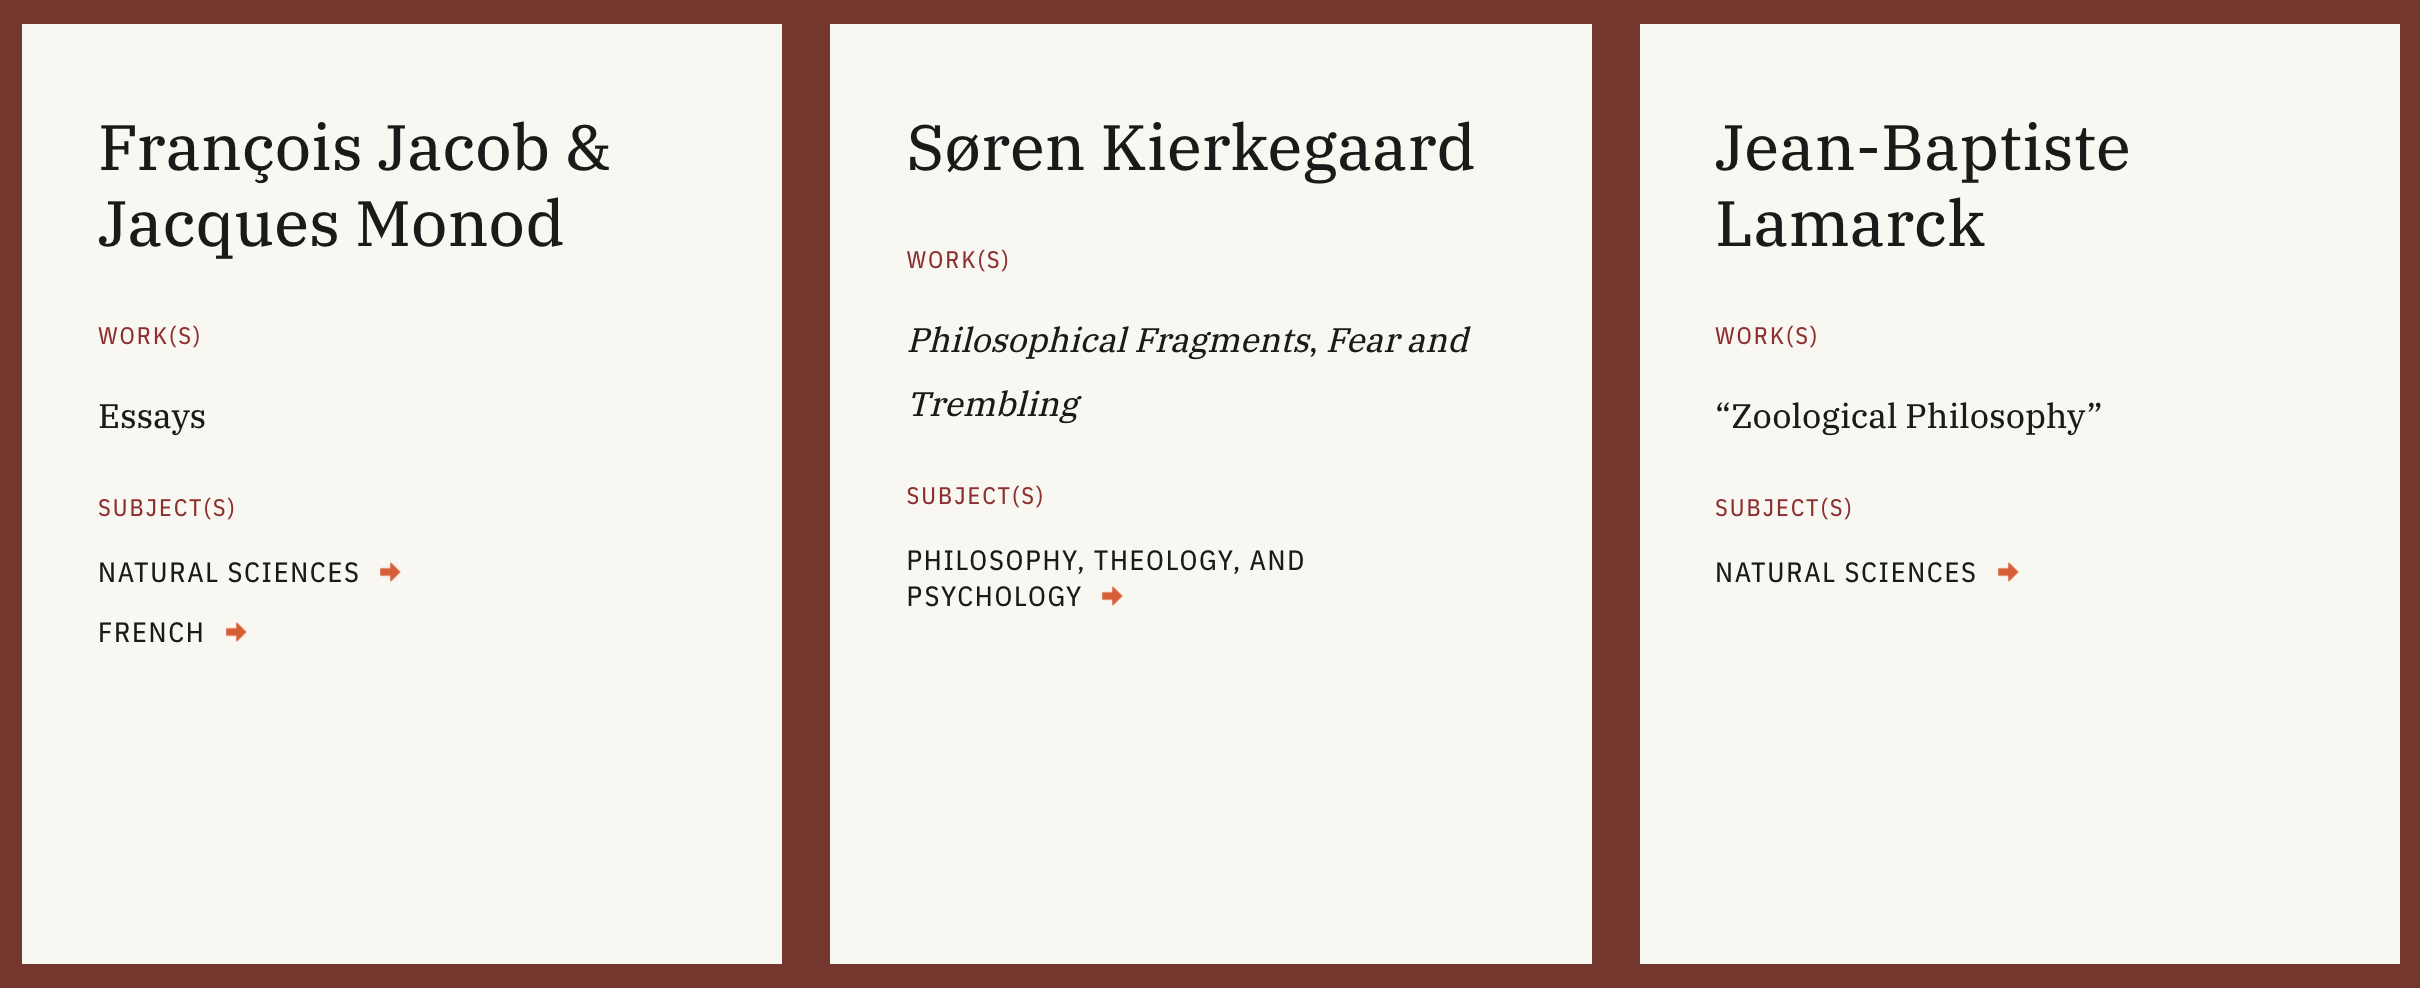 François Jacob &
Jacques Monod
WORK(S)
Essays
SUBJECT(S)
NATURAL SCIENCES
FRENCH
Søren Kierkegaard
WORK(S)
Philosophical Fragments, Fear and
Trembling
SUBJECT(S)
PHILOSOPHY, THEOLOGY, AND
PSYCHOLOGY
Jean-Baptiste
Lamarck
WORK(S)
“Zoological Philosophy”
SUBJECT(S)
NATURAL SCIENCES